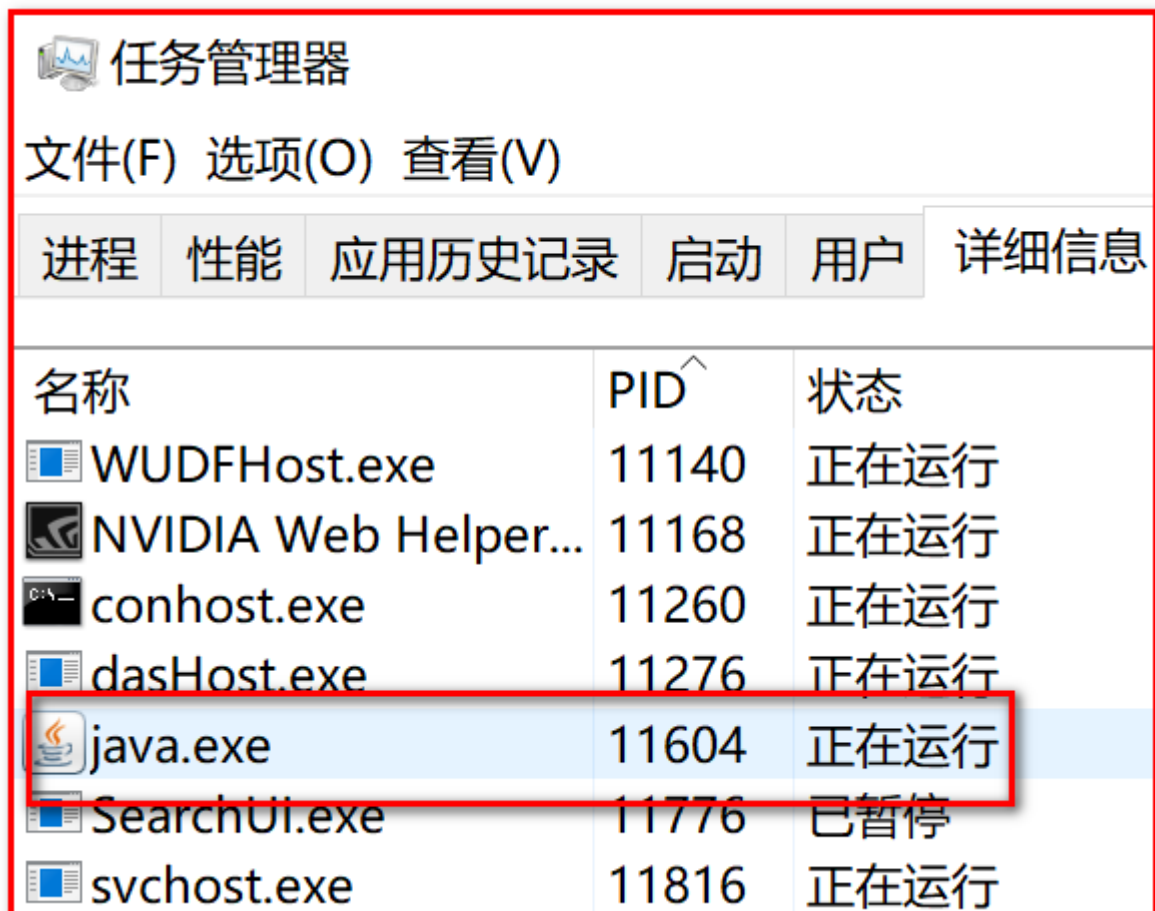 任务管理器
文件(F) 选项(O) 查看(V)
进程 性能 应用历史记录 启动 用户 详细信息
名称 PID 状态
WUDFHost.exe 11140 正在运行
NVIDIA Web Helper... 11168 正在运行
conhost.exe 11260 正在运行
dasHost.exe 11276 正在运行
java.exe 11604 正在运行
SearchUI.exe 11776 已暂停
svchost.exe 11816 正在运行